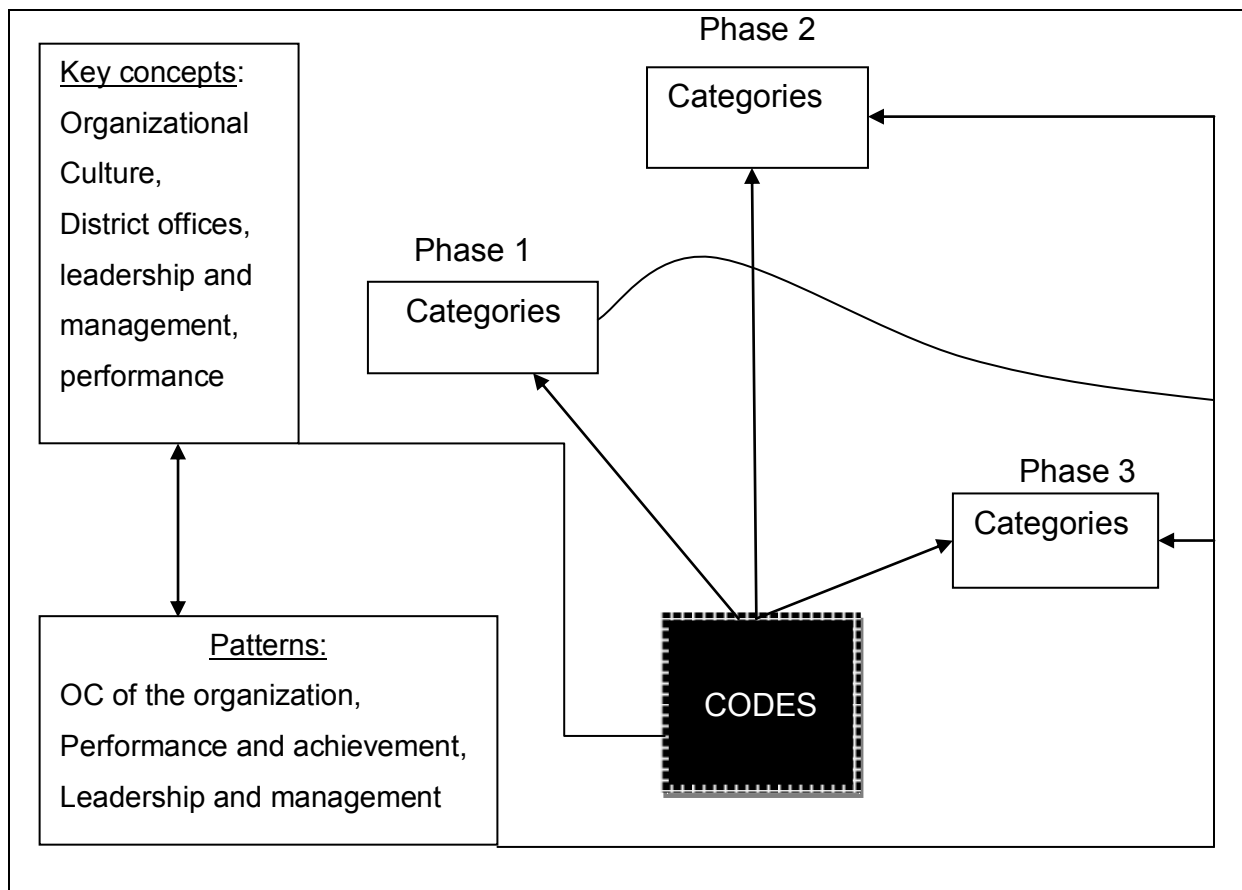 Key concepts:
Organizational
Culture,
District offices,
leadership and
management,
performance
Phase 2
Categories
Phase 1
Categories
Phase 3
Categories
Patterns:
OC of the organization,
Performance and achievement,
Leadership and management
CODES